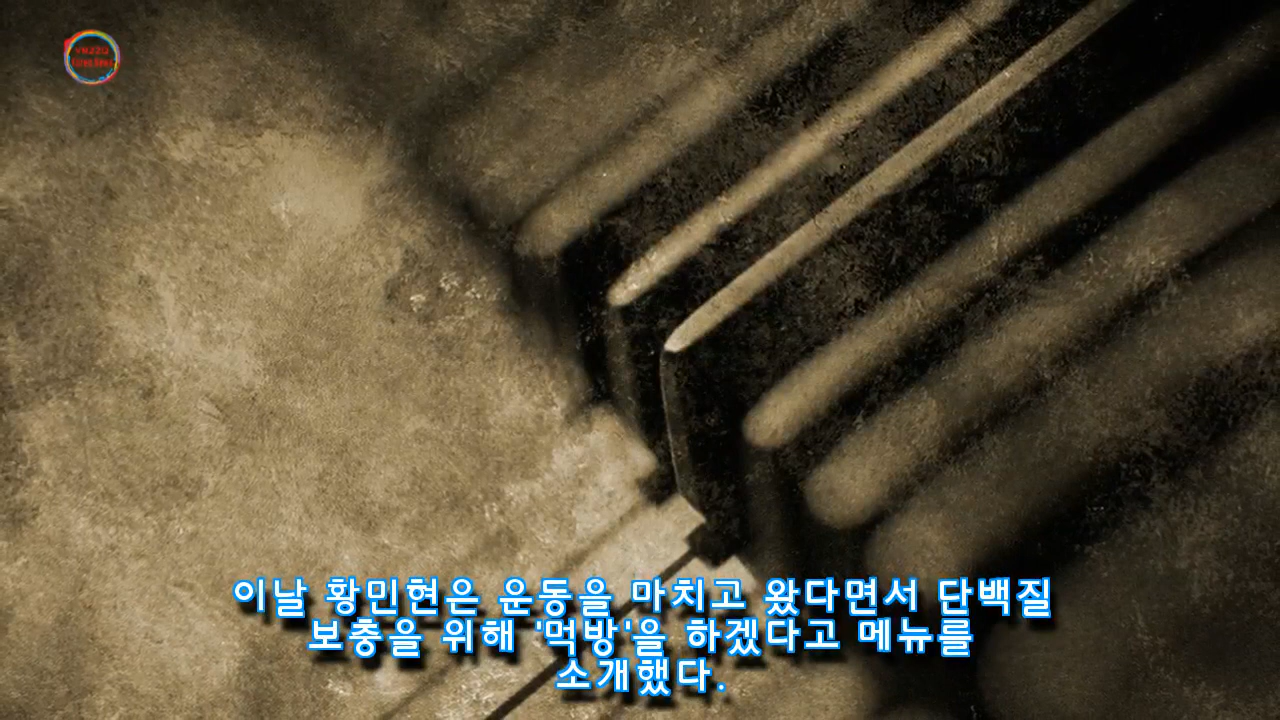 이날 황민현은 운동을 마치고 왔다면서 단백질
보충을 위해 '먹방'을 하겠다고 메뉴를
소개했다.